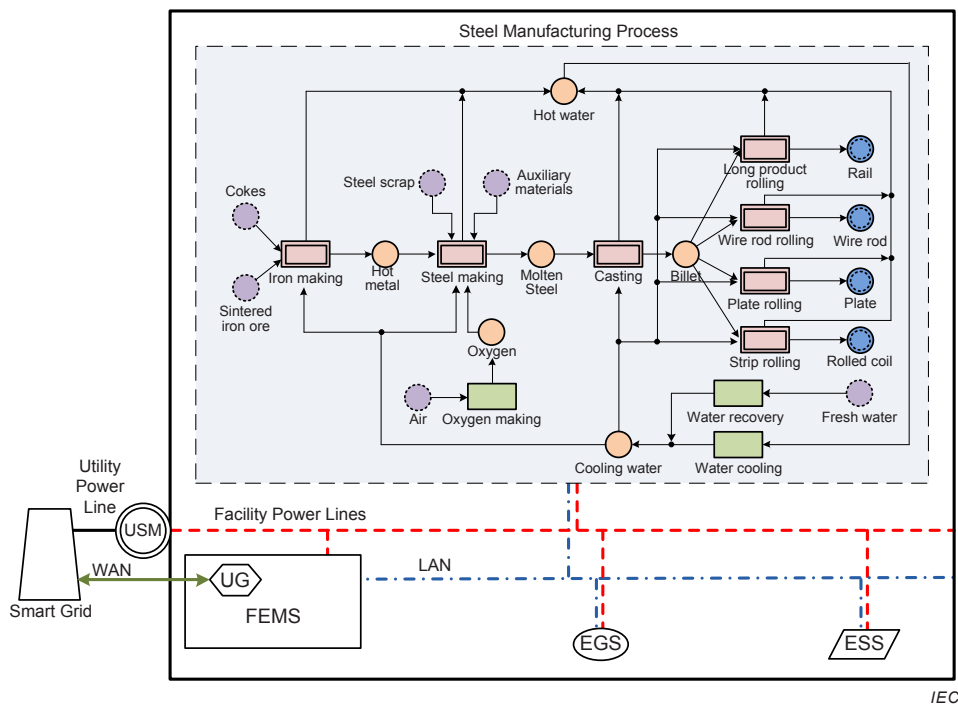 Steel Manufacturing Process
Hot water
Long product
rolling
Rail
Steel scrap
Auxiliary
materials
Cokes
Wire rod rolling
Wire rod
Iron making
Hot
metal
Steel making
Molten
Steel
Casting
Billet
Sintered
iron ore
Plate rolling
Plate
Oxygen
Strip rolling
Rolled coil
Air
Oxygen making
Water recovery
Fresh water
Cooling water
Water cooling
Utility
Power
Line
USM
Facility Power Lines
WAN
UG
LAN
Smart Grid
FEMS
EGS
ESS
IEC